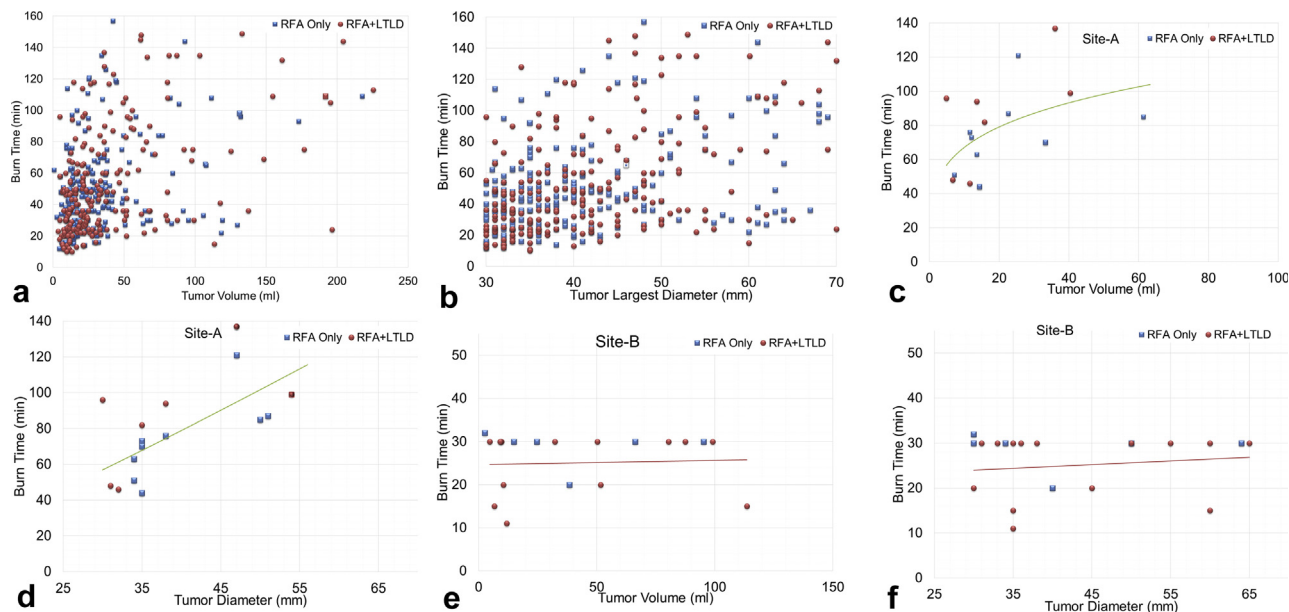 RFA Only RFA+LTLD
Burn Time (min)
160
140
120
100
80
60
40
20
0
0 50 100 150 200 250
Tumor Volume (ml)
a
RFA Only RFA+LTLD
Burn Time (min)
160
140
120
100
80
60
40
20
0
30 40 50 60 70
Tumor Largest Diameter (mm)
b
Site-A
RFA Only RFA+LTLD
Burn Time (min)
140
120
100
80
60
40
20
0
0 20 40 60 80 100
Tumor Volume (ml)
c
Site-A
RFA Only RFA+LTLD
Burn Time (min)
140
120
100
80
60
40
20
0
25 35 45 55 65
Tumor Diameter (mm)
d
Site-B
RFA Only RFA+LTLD
Burn Time (min)
50
40
30
20
10
0
0 50 100 150
Tumor Volume (ml)
e
Site-B
RFA Only RFA+LTLD
Burn Time (min)
50
40
30
20
10
0
25 35 45 55 65
Tumor Diameter (mm)
f